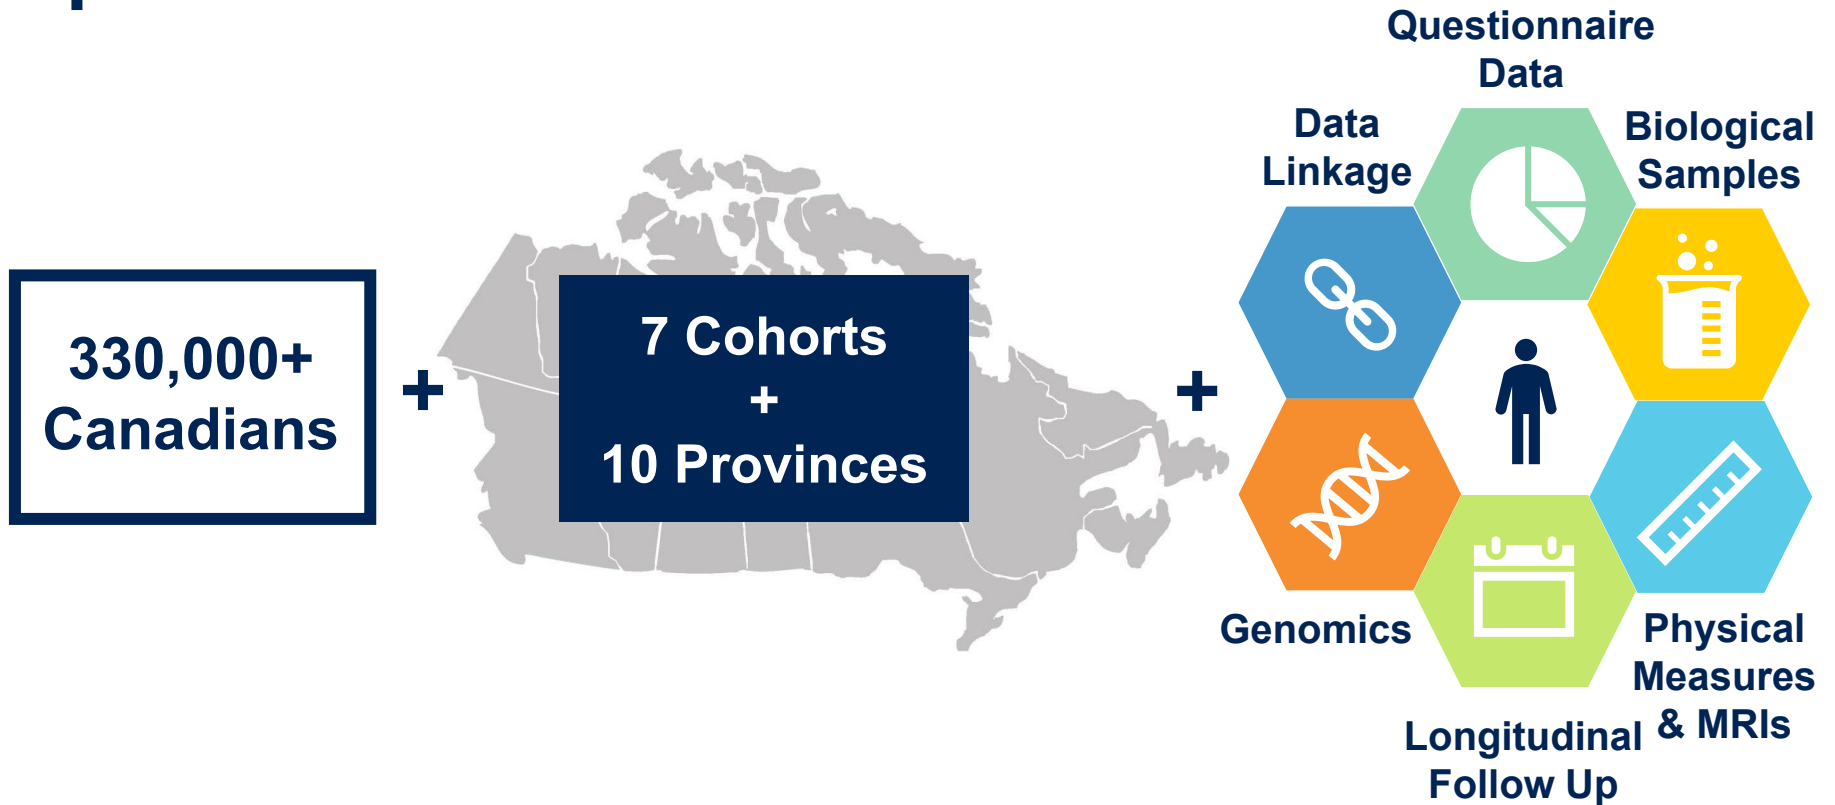 330,000+
Canadians
+
7 Cohorts
+
10 Provinces
+
Questionnaire
Data
Data
Linkage
Biological
Samples
Genomics
Physical
Measures
& MRIs
Longitudinal
Follow Up